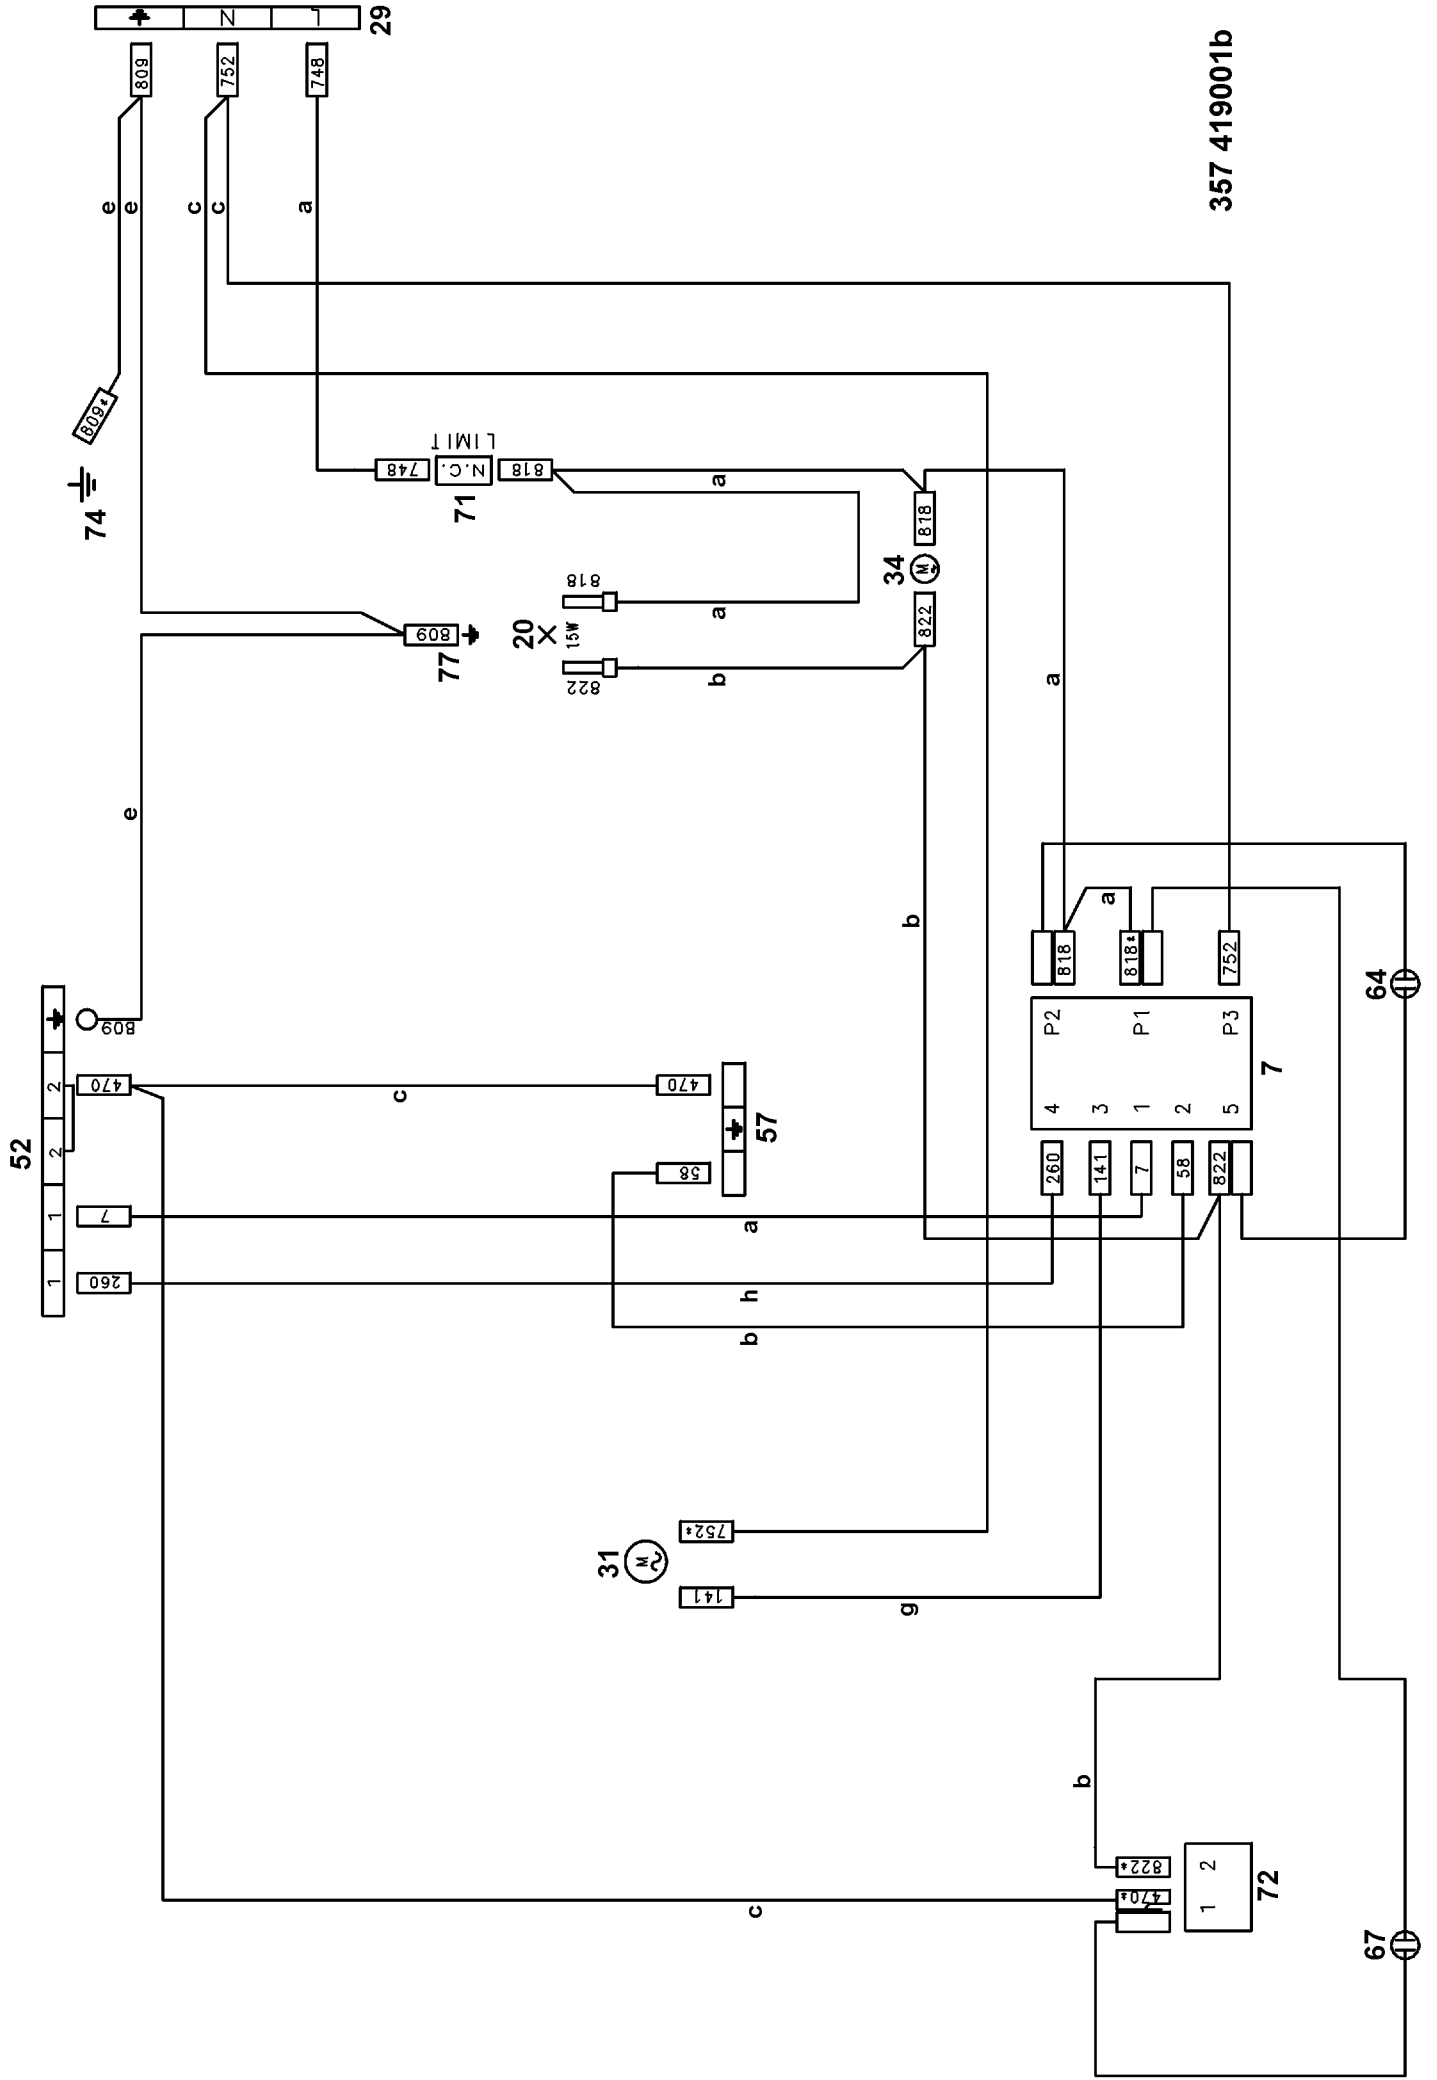 29
N
L
809
752
748
e
e
c
c
a
357 419001b
809*
74
LIMIT
748
N.C.
818
71
a
818
34
M
822
818
20
15W
822
a
b
809
77
a
e
b
a
52
2
2
1
1
809
470
7
260
c
470
57
58
a
h
b
818
818*
752
64
P2
P1
P3
4
3
1
2
5
7
260
141
7
58
822
31
M
752*
141
g
b
822*
470*
1
2
72
c
67